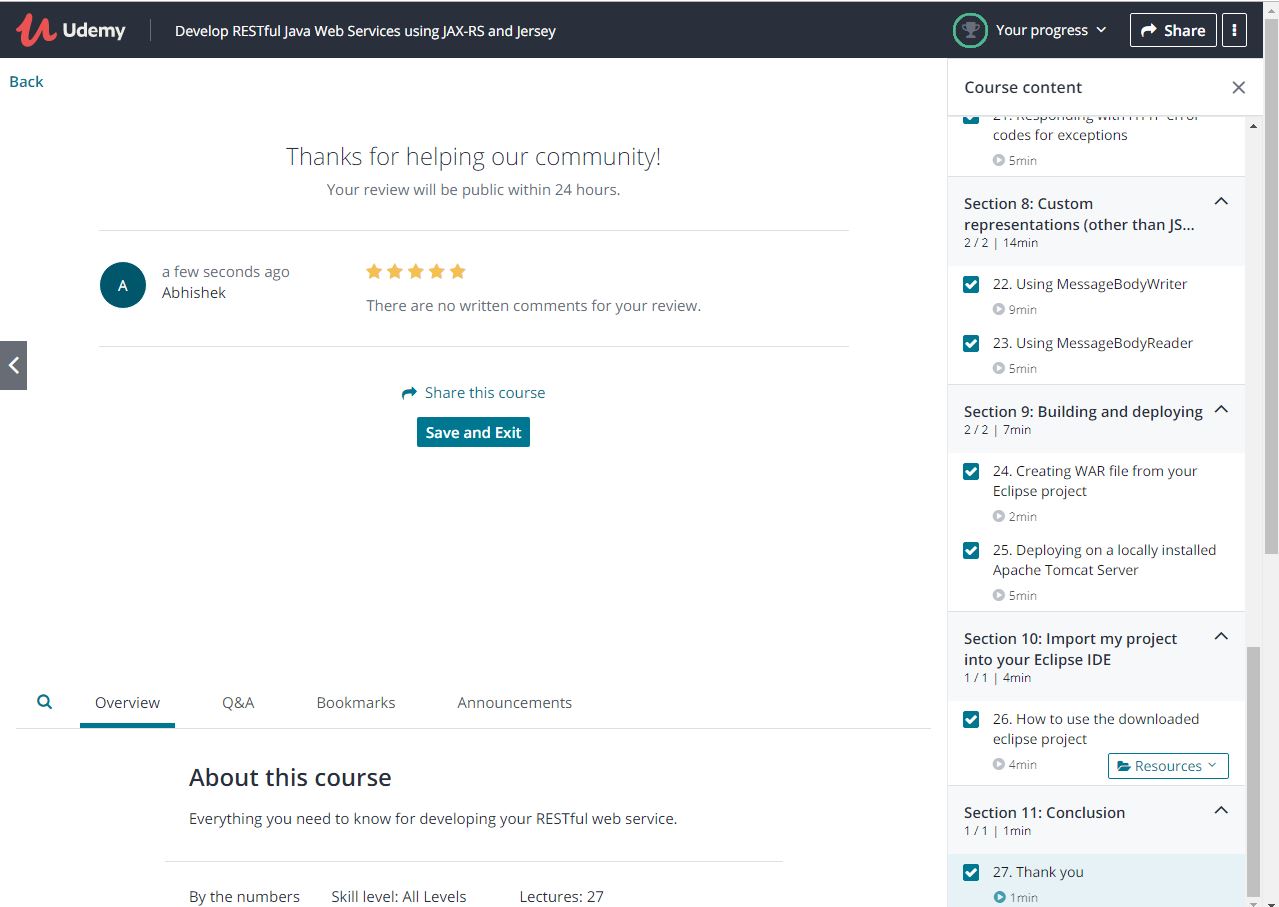 Udemy
Develop RESTful Java Web Services using JAX-RS and Jersey
Your progress
Share
Back
Thanks for helping our community!
Your review will be public within 24 hours.
A
a few seconds ago
Abhishek
There are no written comments for your review.
Share this course
Save and Exit
Overview
Q&A
Bookmarks
Announcements
About this course
Everything you need to know for developing your RESTful web service.
By the numbers
Skill level: All Levels
Lectures: 27
Course content
21. Responding with HTTP error
codes for exceptions
5min
Section 8: Custom
representations (other than JS...
2 / 2 | 14min
22. Using MessageBodyWriter
9min
23. Using MessageBodyReader
5min
Section 9: Building and deploying
2 / 2 | 7min
24. Creating WAR file from your
Eclipse project
2min
25. Deploying on a locally installed
Apache Tomcat Server
5min
Section 10: Import my project
into your Eclipse IDE
1 / 1 | 4min
26. How to use the downloaded
eclipse project
4min
Resources
Section 11: Conclusion
1 / 1 | 1min
27. Thank you
1min